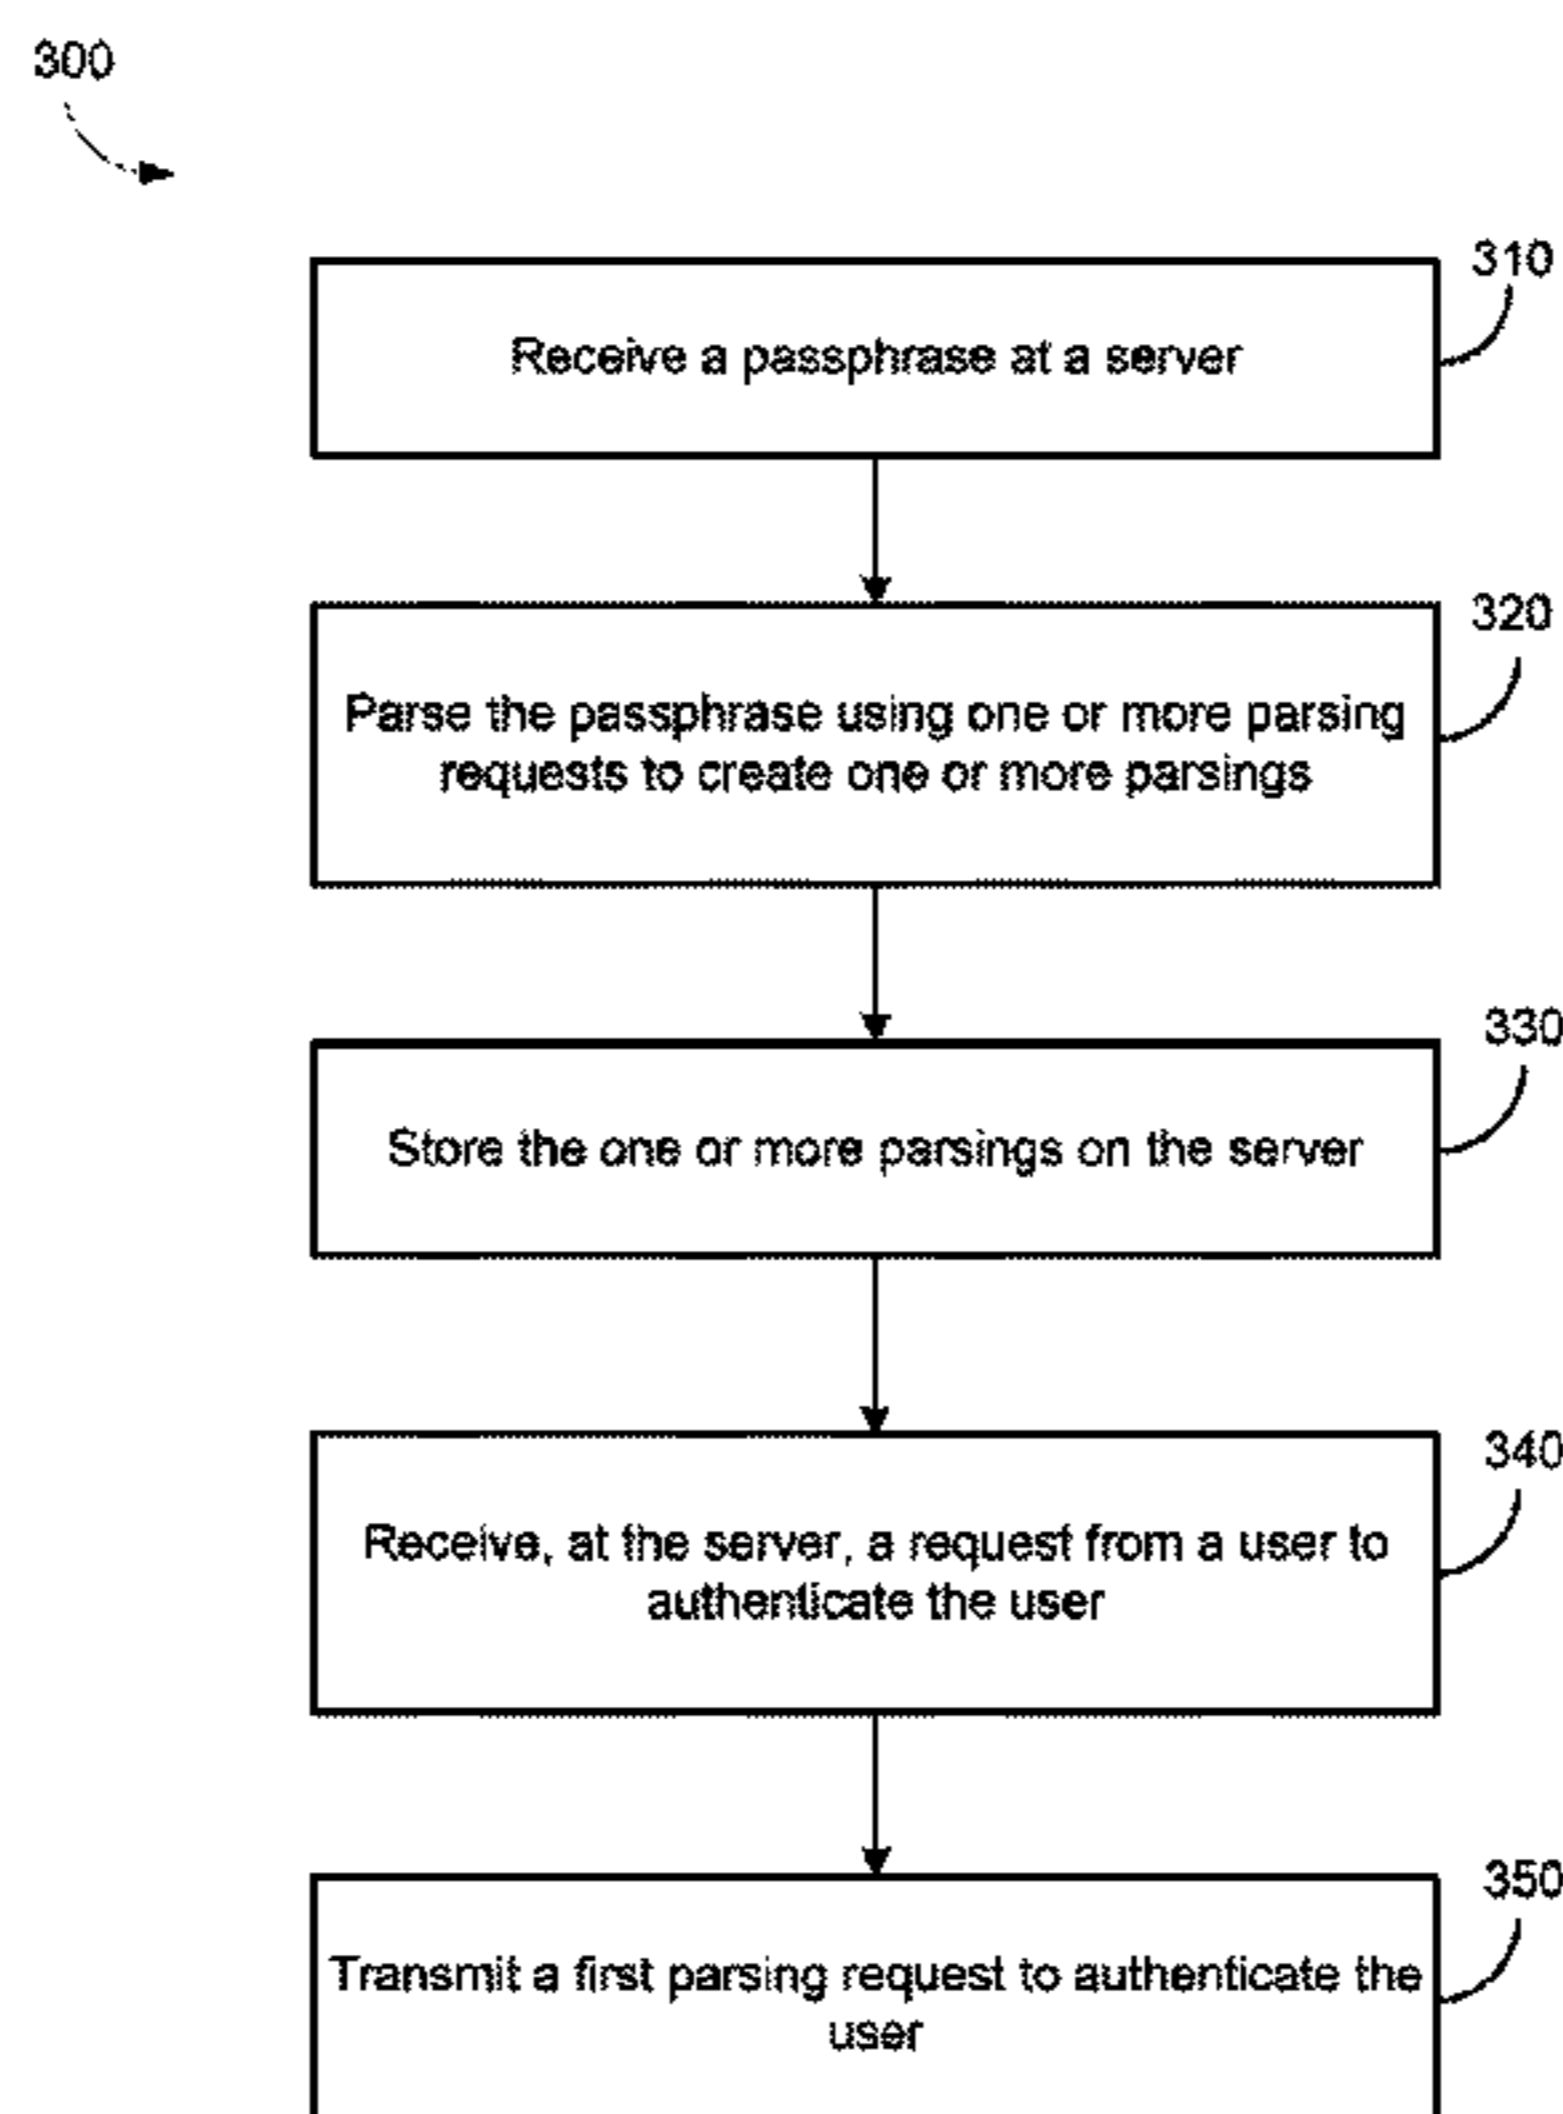 300
310
Receive a passphrase at a server
320
Parse the passphrase using one or more parsing
requests to create one or more parsings
330
Store the one or more parsings on the server
340
Receive, at the server, a request from a user to
authenticate the user
350
Transmit a first parsing request to authenticate the
user